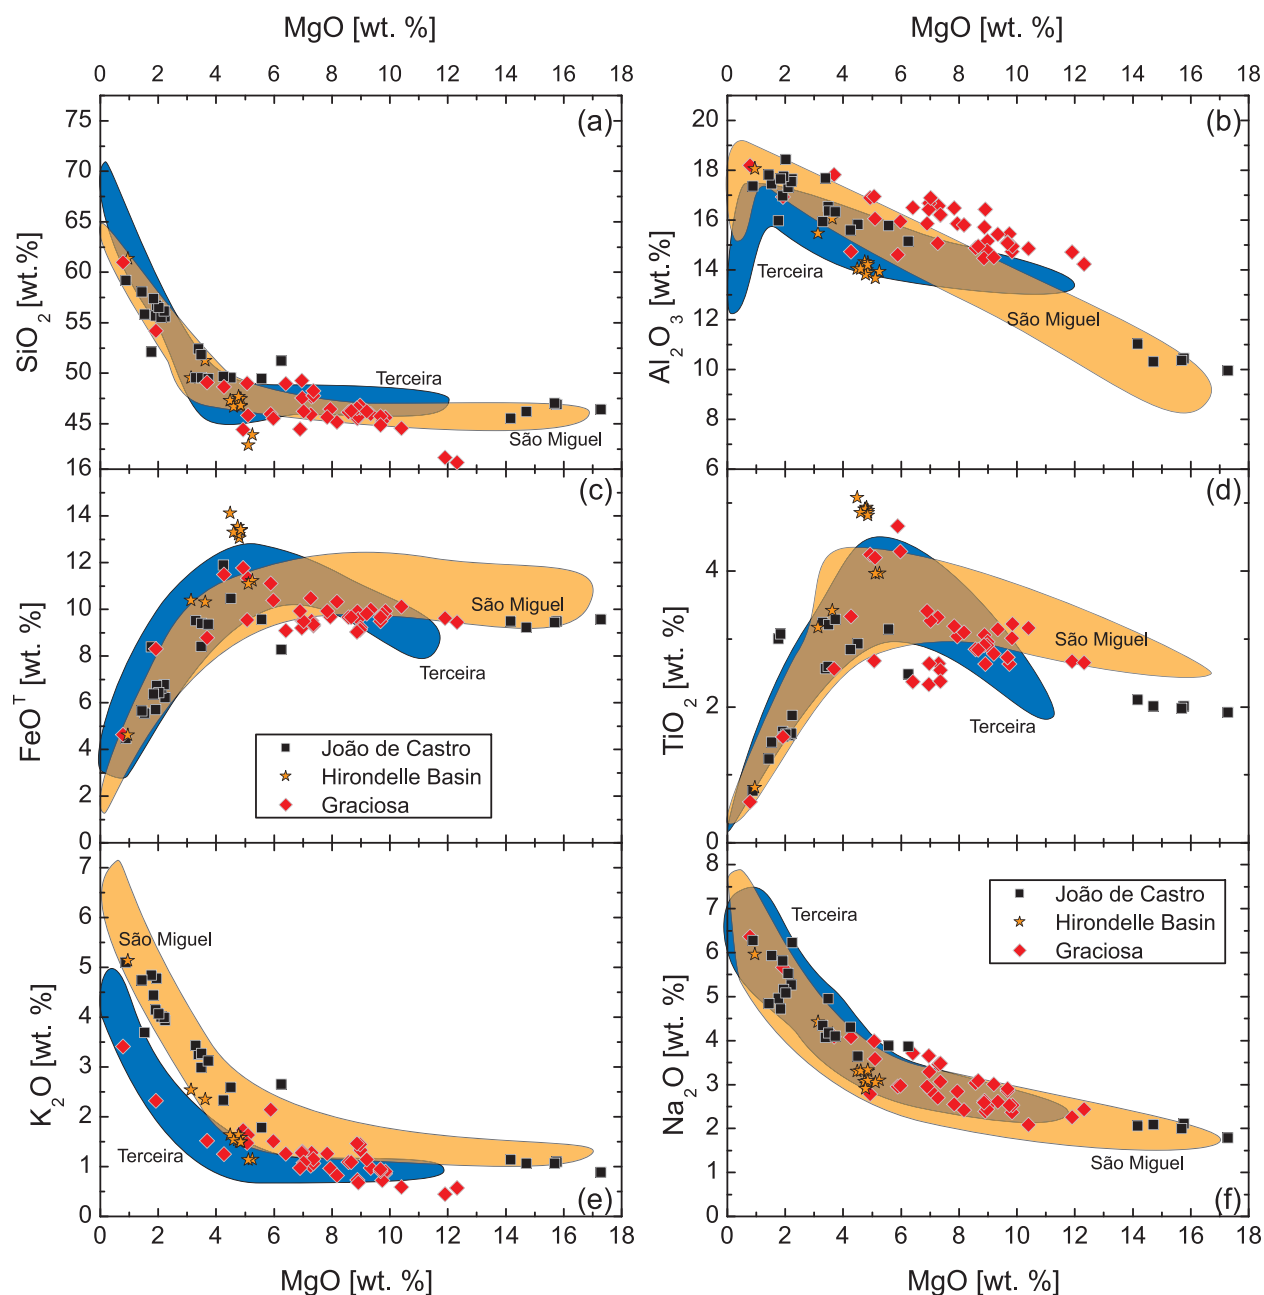 MgO [wt. %]
MgO [wt. %]
0 2 4 6 8 10 12 14 16 18
0 2 4 6 8 10 12 14 16 18
75
70
65
60
55
50
45
16
SiO2 [wt.%]
(a)
Terceira
São Miguel
20
18
16
14
12
10
8
6
Al2O3 [wt.%]
(b)
Terceira
São Miguel
14
12
10
8
6
4
2
0
FeOT [wt. %]
(c)
São Miguel
Terceira
João de Castro
Hirondelle Basin
Graciosa
4
2
0
TiO2 [wt. %]
(d)
São Miguel
Terceira
7
6
5
4
3
2
1
0
K2O [wt. %]
São Miguel
Terceira
(e)
8
7
6
5
4
3
2
1
0
Na2O [wt. %]
Terceira
João de Castro
Hirondelle Basin
Graciosa
São Miguel
(f)
0 2 4 6 8 10 12 14 16 18
0 2 4 6 8 10 12 14 16 18
MgO [wt. %]
MgO [wt. %]